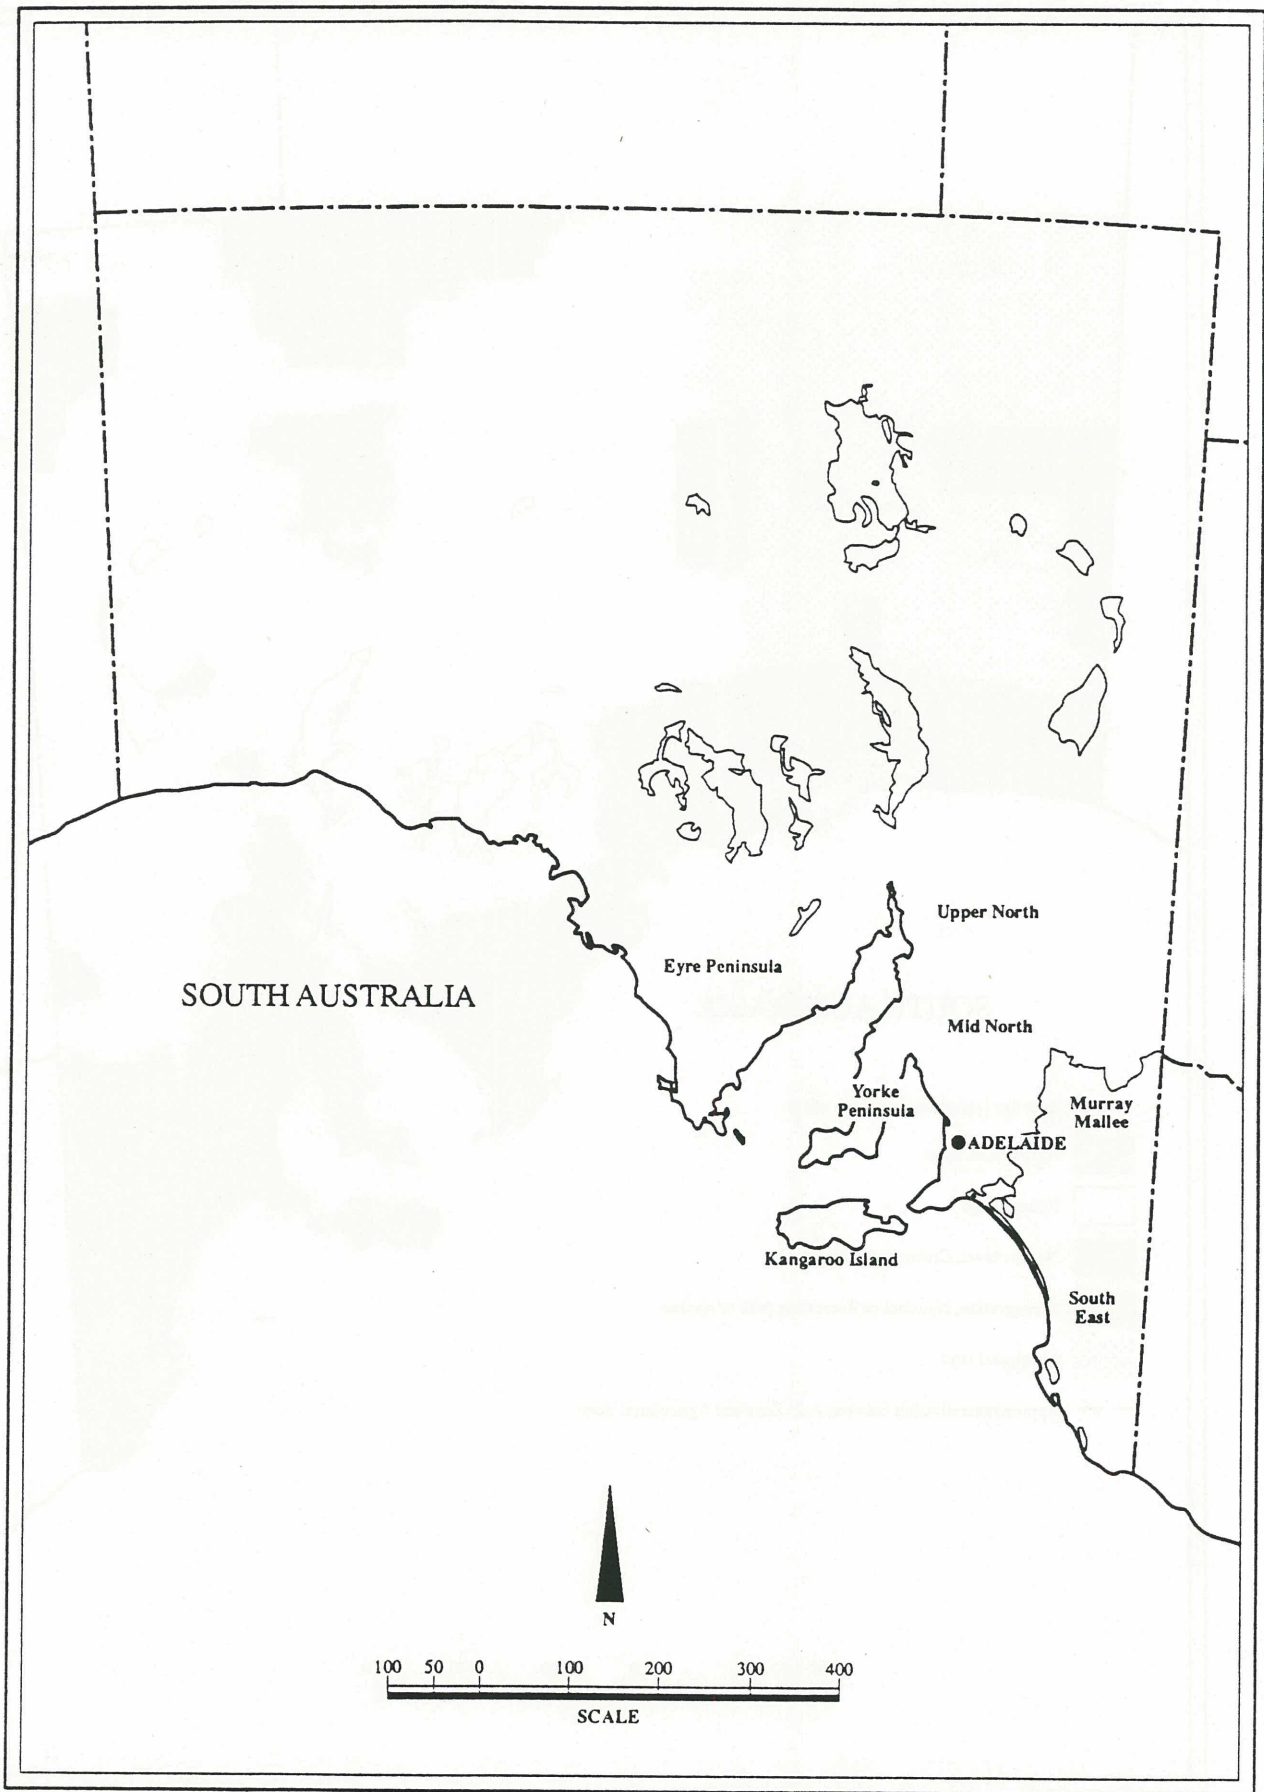 Upper North
Eyre Peninsula
SOUTH AUSTRALIA
Mid North
Yorke
Peninsula
Murray
Mallee
ADELAIDE
Kangaroo Island
South
East
N
100 50 0 100 200 300 400
SCALE